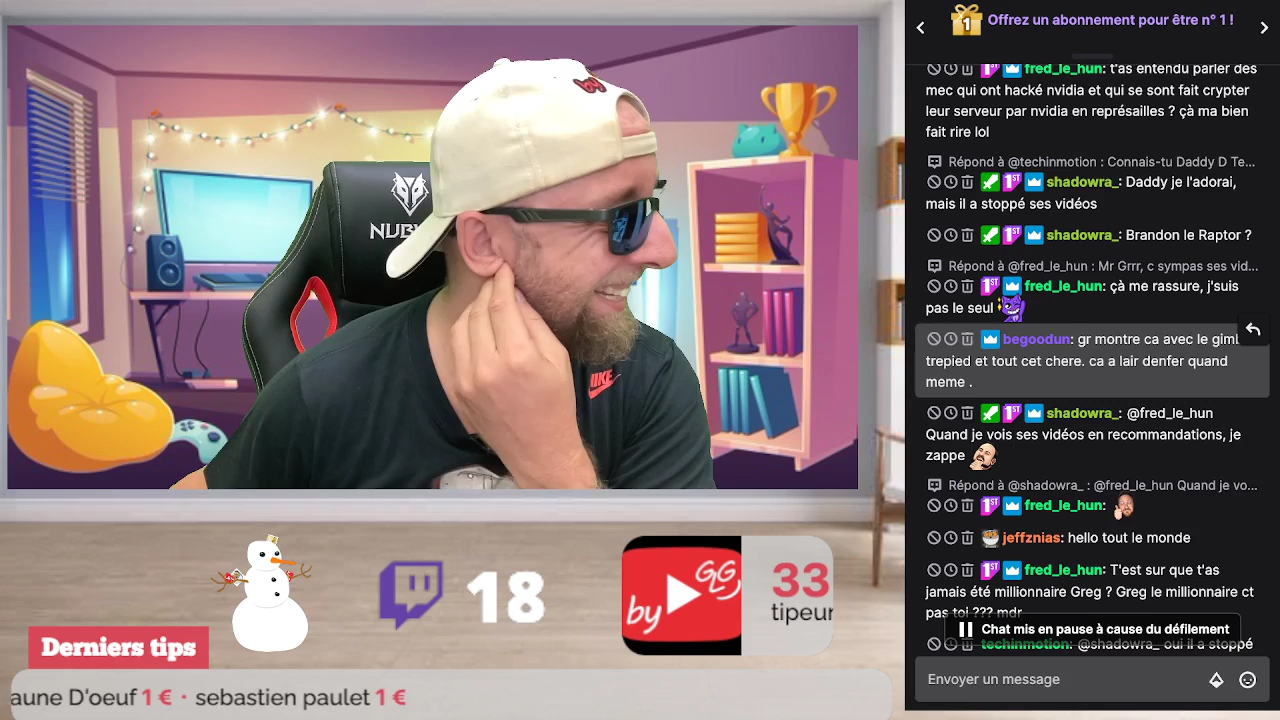 Offrez un abonnement pour être n° 1 !
1
fred_le_hun: t'as entendu parler des
mec qui ont hacké nvidia et qui se sont fait crypter
leur serveur par nvidia en représailles ? çà ma bien
fait rire lol
Répond à @techinmotion : Connais-tu Daddy D Te...
shadowra_: Daddy je l'adorai,
mais il a stoppé ses vidéos
shadowra_: Brandon le Raptor ?
Répond à @fred_le_hun : Mr Grrr, c sympas ses vid...
fred_le_hun: çà me rassure, j'suis
pas le seul
begoodun: gr montre ca avec le
trepied et tout cet chere. ca a lair denfer quand
meme .
shadowra_: @fred_le_hun
Quand je vois ses vidéos en recommandations, je
zappe
Répond à @shadowra_ : @fred_le_hun Quand je vo...
fred_le_hun:
jeffznias: hello tout le monde
fred_le_hun: T'est sur que t'as
jamais été millionnaire Greg ? Greg le millionnaire ct
pas toi ??? mdr
Chat mis en pause à cause du défilement
techinmotion: @shadowra_ oui il a stoppé
Envoyer un message
by
NIKE
18
by GG
33
tipeur
Derniers tips
aune D'oeuf 1 € · sebastien paulet 1 €